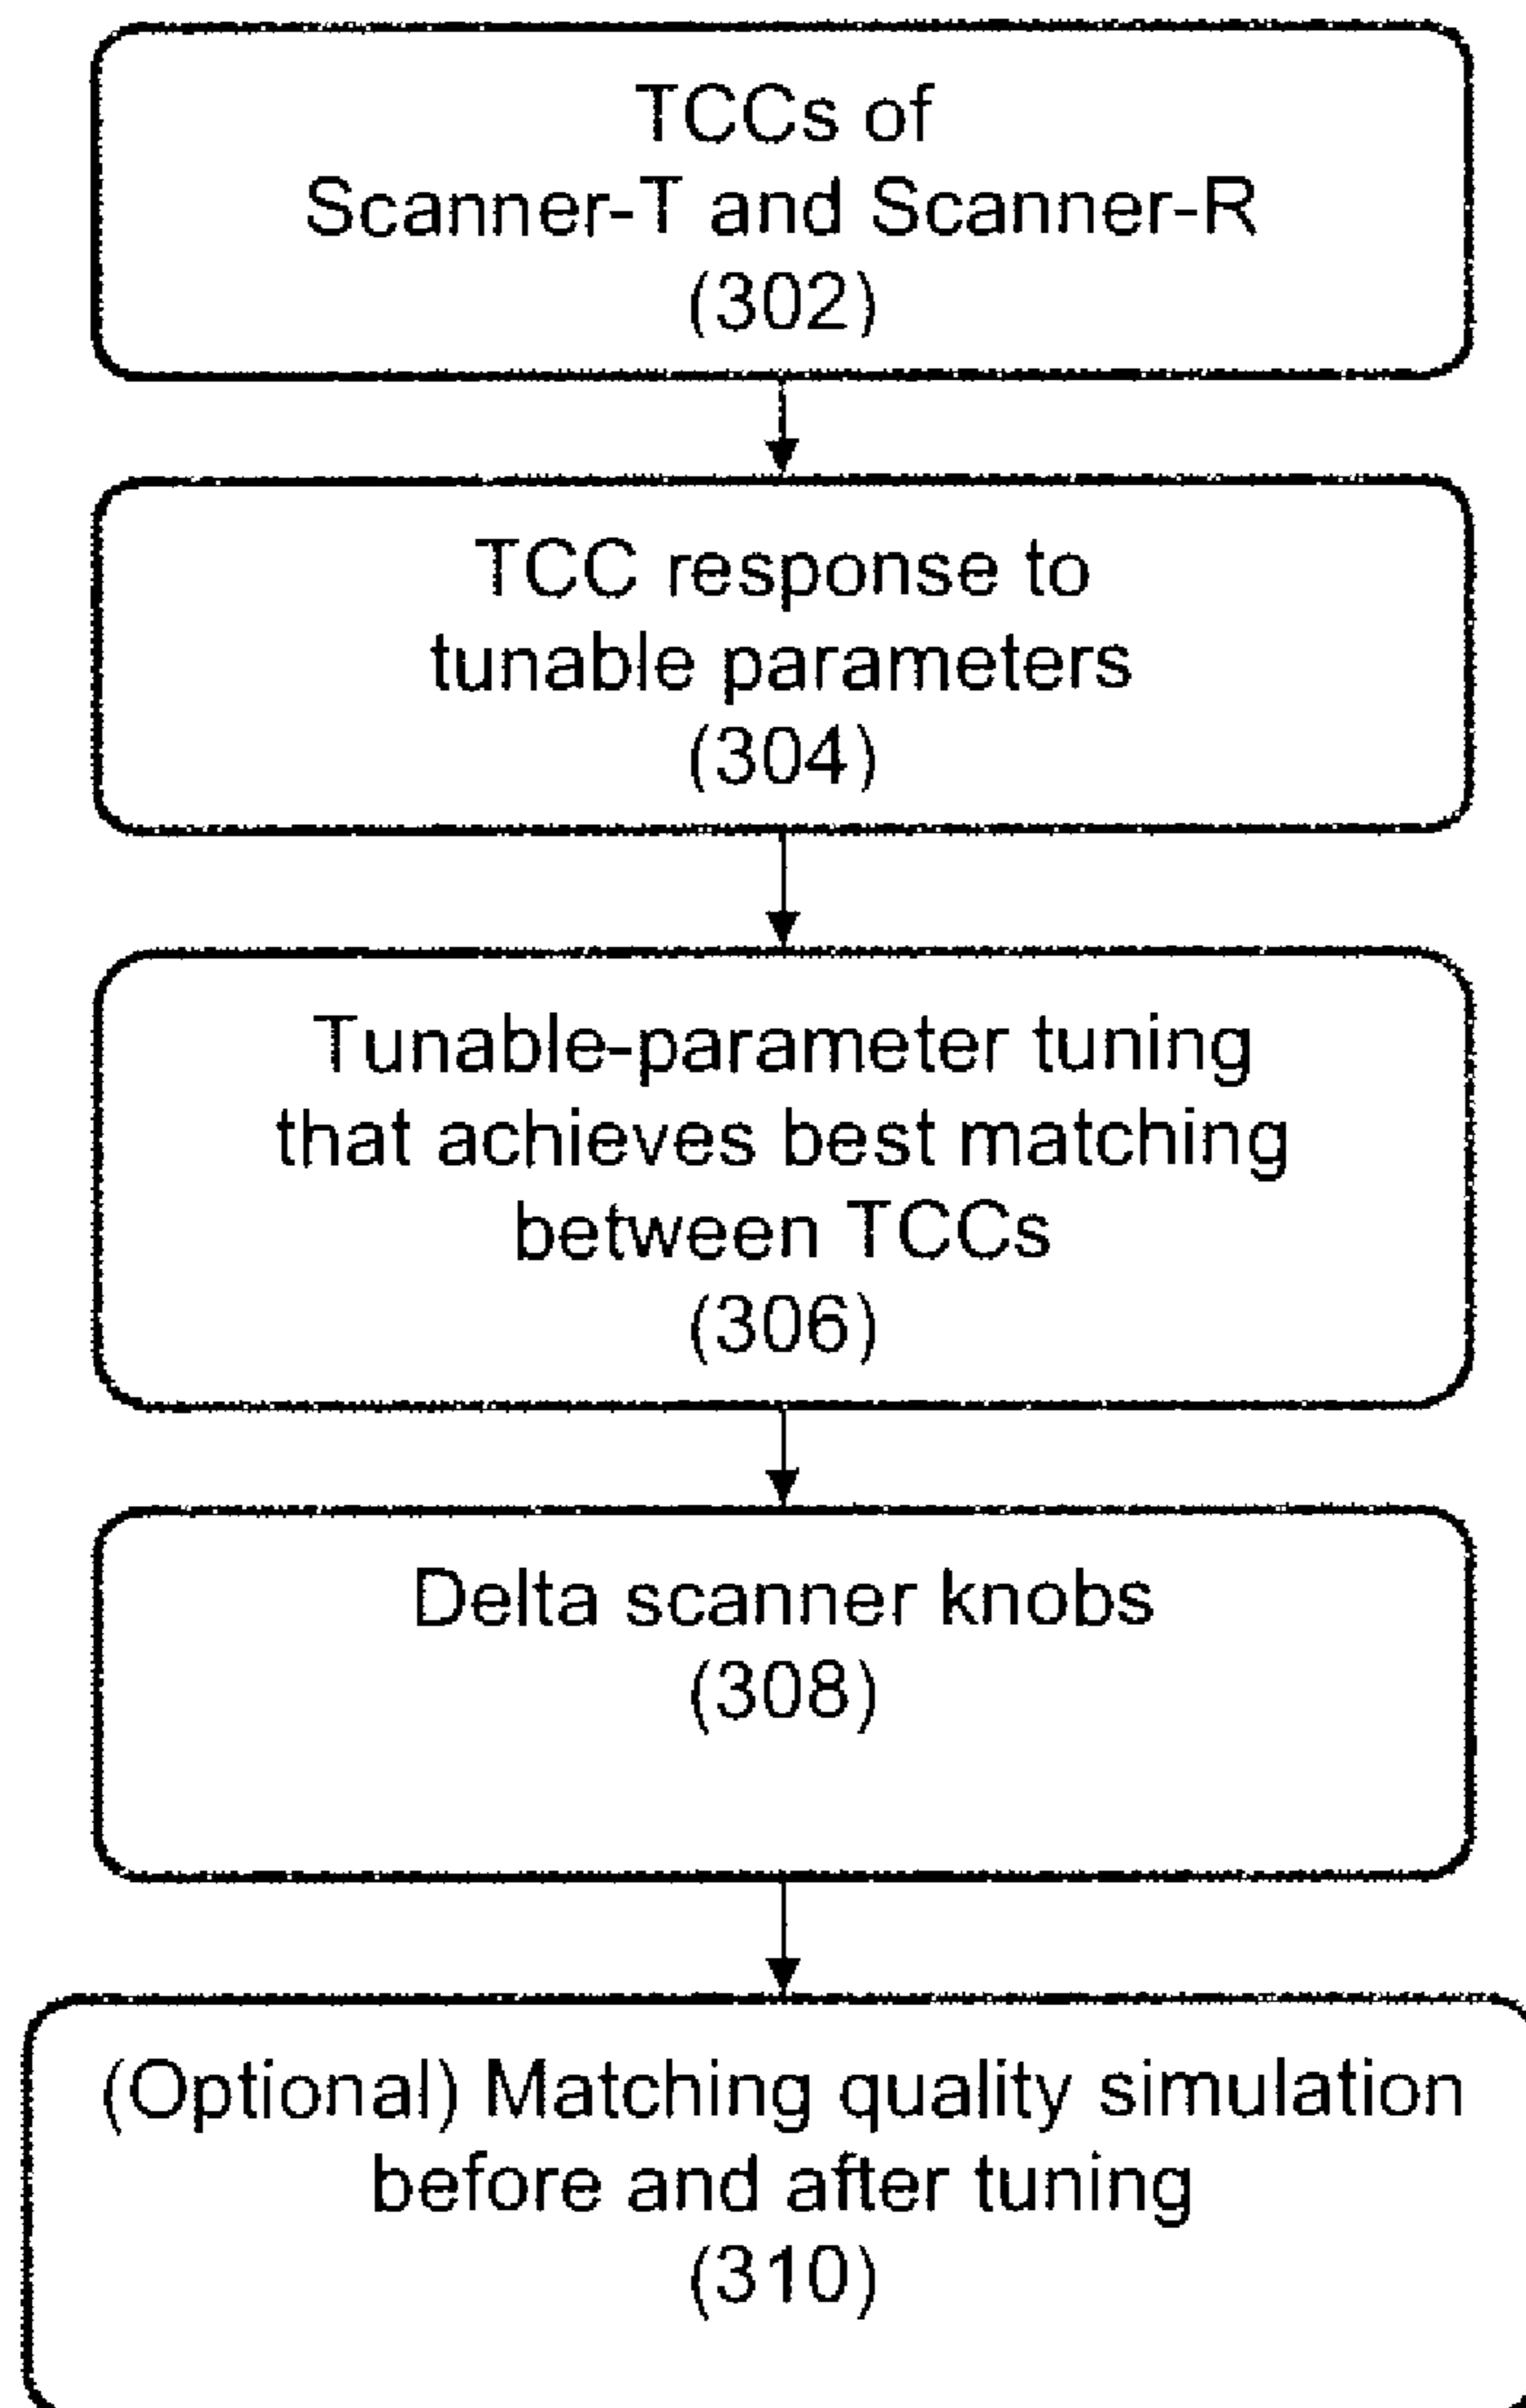 TCCs of
Scanner-T and Scanner-R
(302)
TCC response to
tunable parameters
(304)
Tunable-parameter tuning
that achieves best matching
between TCCs
(306)
Delta scanner knobs
(308)
(Optional) Matching quality simulation
before and after tuning
(310)